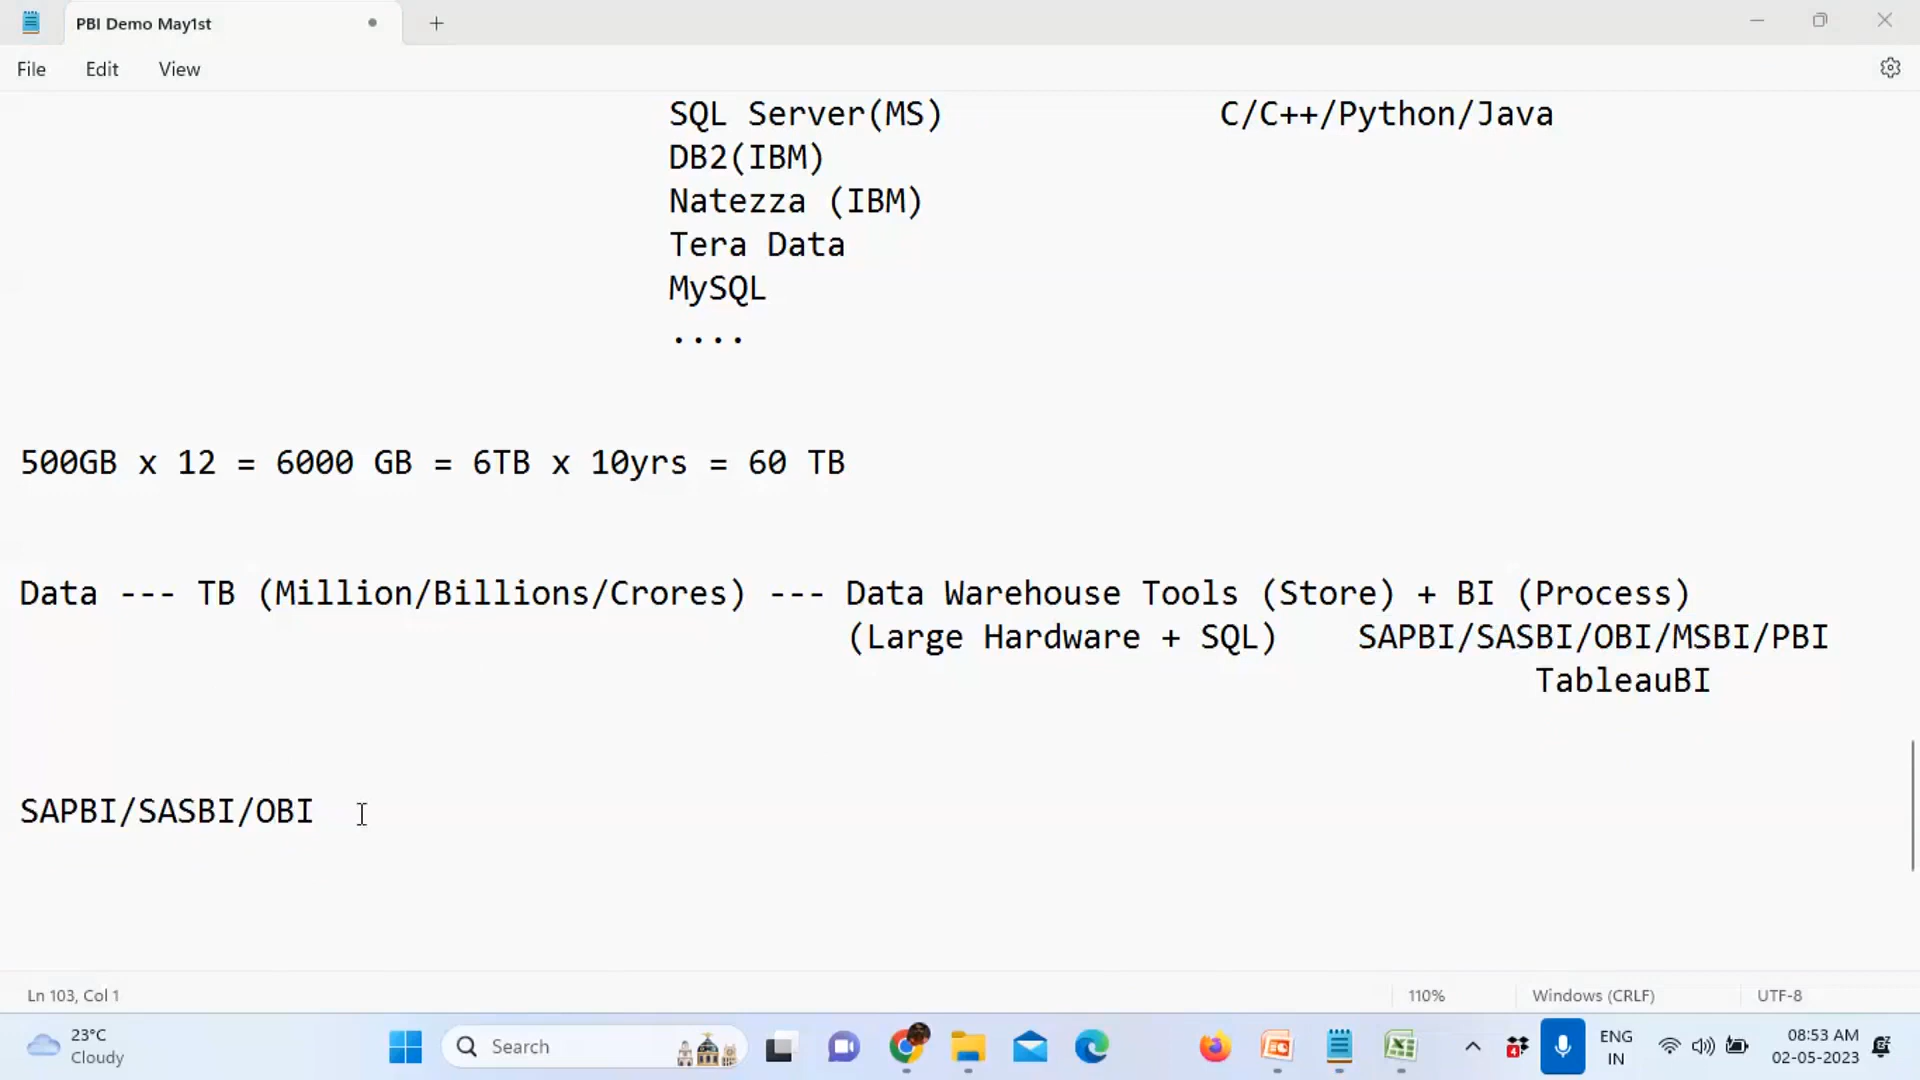 PBI Demo May1st
File Edit View
SQL Server(MS) C/C++/Python/Java
DB2(IBM)
Natezza (IBM)
Tera Data
MySQL
....
500GB x 12 = 6000 GB = 6TB x 10yrs = 60 TB
Data --- TB (Million/Billions/Crores) --- Data Warehouse Tools (Store) + BI (Process)
(Large Hardware + SQL) SAPBI/SASBI/OBI/MSBI/PBI
TableauBI
SAPBI/SASBI/OBI
Ln 103, Col 1 110% Windows (CRLF) UTF-8
23°C
Cloudy
Search
4
ENG
IN
08:53 AM
02-05-2023